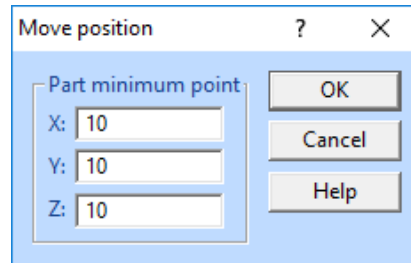 Move position ? ×
Part minimum point
X: 10
Y: 10
Z: 10
OK
Cancel
Help